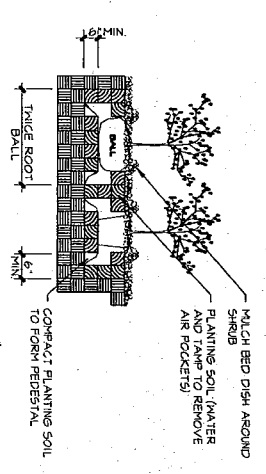 6" MIN.
BALL
TWICE ROOT
BALL
6"
MIN.
MULCH BED DISH AROUND
SHRUB
PLANTING SOIL (WATER
AND TAMP TO REMOVE
AIR POCKETS)
COMPACT PLANTING SOIL
TO FORM PEDESTAL